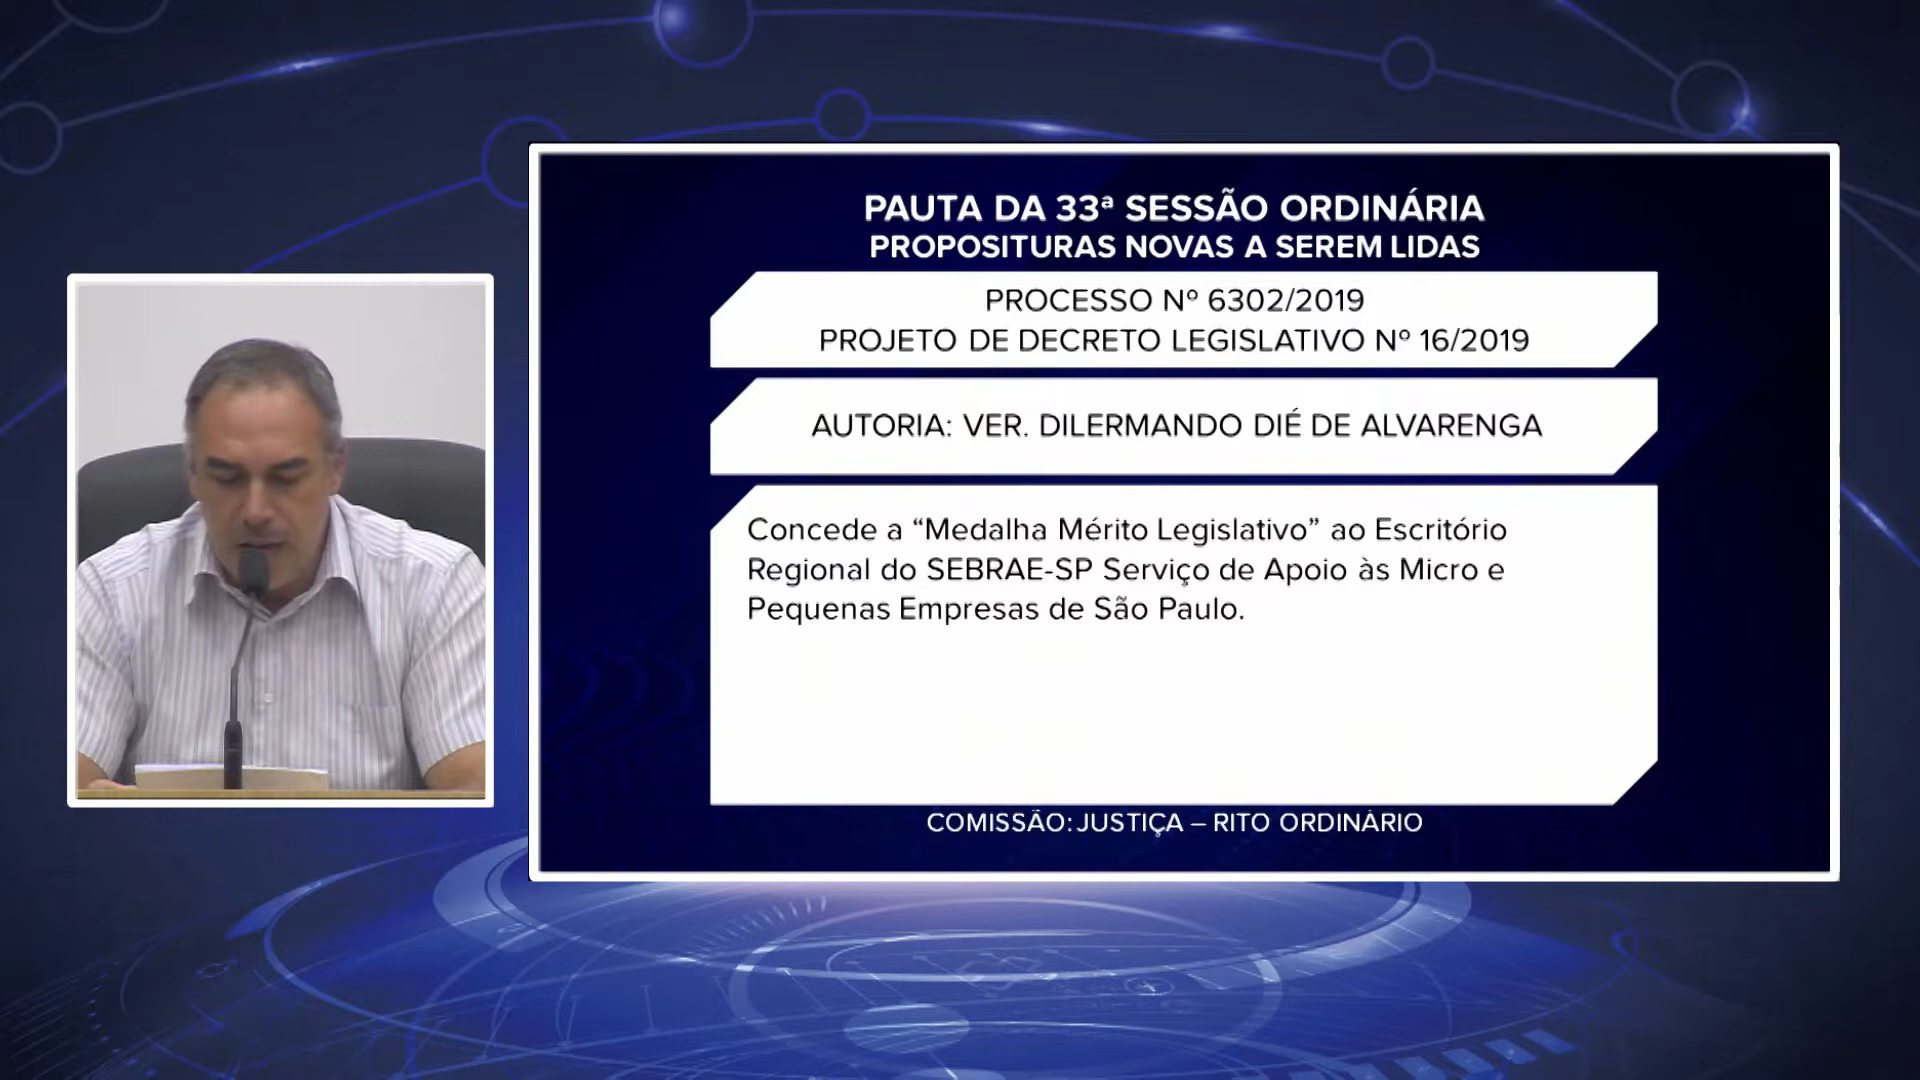 PAUTA DA 33ª SESSÃO ORDINÁRIA
PROPOSITURAS NOVAS A SEREM LIDAS
PROCESSO Nº 6302/2019
PROJETO DE DECRETO LEGISLATIVO Nº 16/2019
AUTORIA: VER. DILERMANDO DIÉ DE ALVARENGA
Concede a “Medalha Mérito Legislativo” ao Escritório
Regional do SEBRAE-SP Serviço de Apoio às Micro e
Pequenas Empresas de São Paulo.
COMISSÃO: JUSTIÇA – RITO ORDINÁRIO